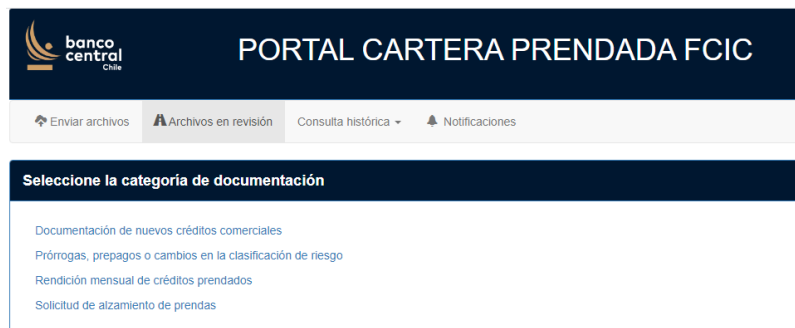 banco
central
Chile
PORTAL CARTERA PRENDADA FCIC
Enviar archivos
Archivos en revisión
Consulta histórica
Notificaciones
Seleccione la categoría de documentación
Documentación de nuevos créditos comerciales
Prórrogas, prepagos o cambios en la clasificación de riesgo
Rendición mensual de créditos prendados
Solicitud de alzamiento de prendas